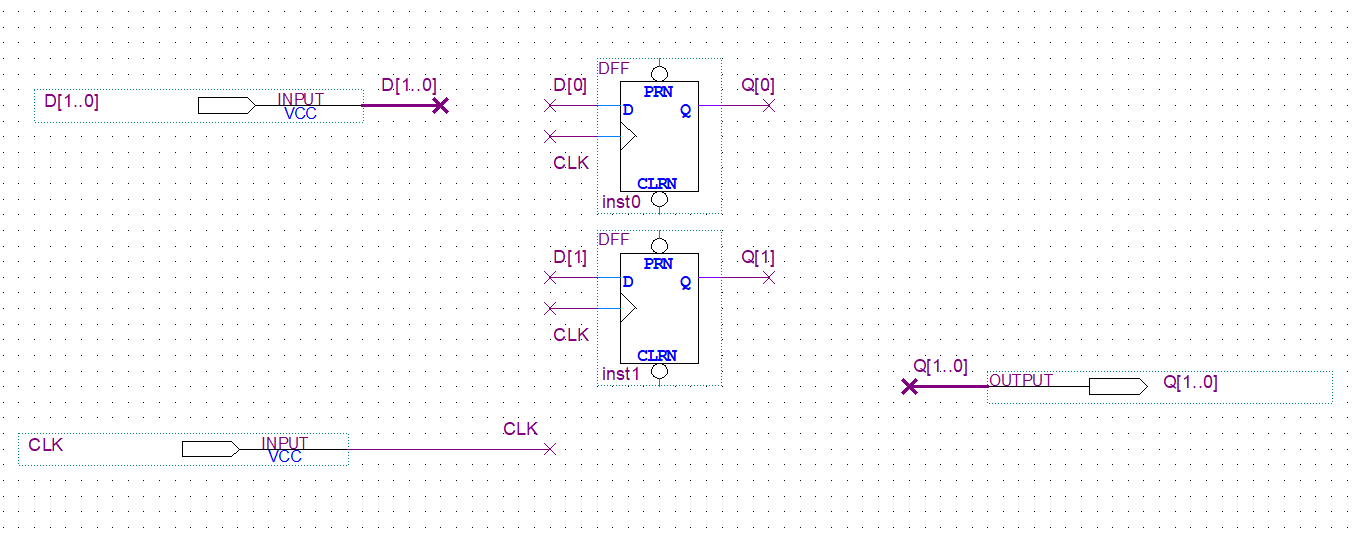 D[1..0]
INPUT
VCC
D[1..0]
D[0]
CLK
DFF
PRN
D
Q
CLRN
inst0
Q[0]
D[1]
CLK
DFF
PRN
D
Q
CLRN
inst1
Q[1]
Q[1..0]
OUTPUT
Q[1..0]
CLK
INPUT
VCC
CLK